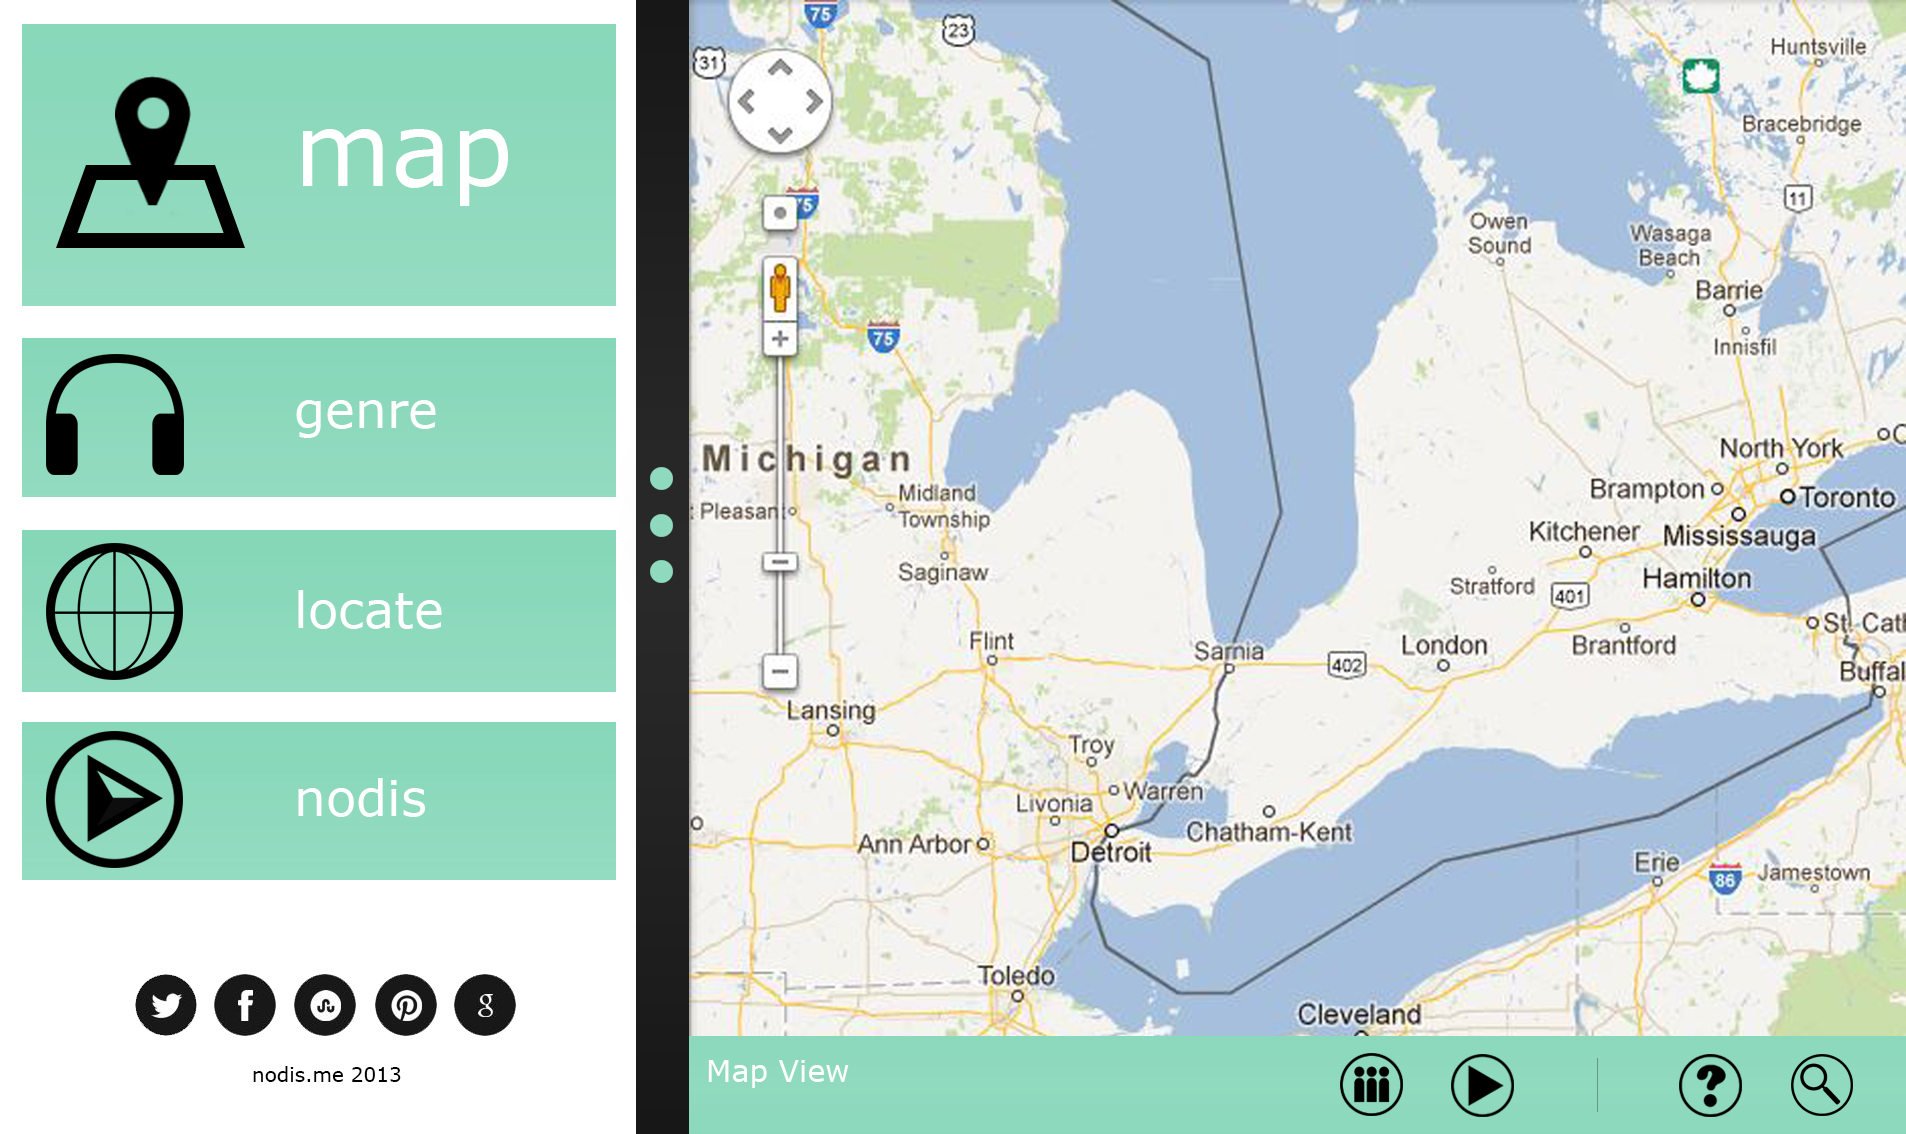 map
genre
locate
nodis
nodis.me 2013
75
23
31
Huntsville
Bracebridge
11
75
Owen
Sound
Wasaga
Beach
Barrie
Innisfil
75
Michigan
North York
Brampton
Toronto
Midland
Township
Pleasant
Kitchener
Mississauga
Saginaw
Stratford
401
Hamilton
St. Cath
Flint
Sarnia
402
London
Brantford
Buffal
Lansing
Troy
Warren
Livonia
Chatham-Kent
Ann Arbor
Detroit
Erie
86
Jamestown
Toledo
Cleveland
Map View